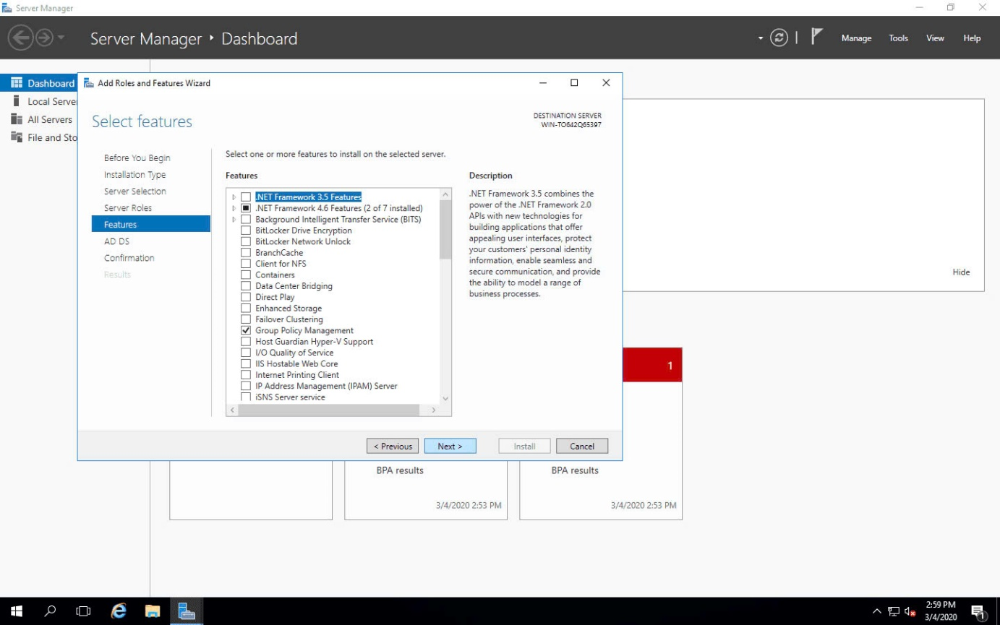 Server Manager
Server Manager ‣ Dashboard
Manage Tools View Help
Dashboard
Local Server
All Servers
File and Sto
Add Roles and Features Wizard
Select features
DESTINATION SERVER
WIN-TO642Q65397
Before You Begin
Installation Type
Server Selection
Server Roles
Features
AD DS
Confirmation
Results
Select one or more features to install on the selected server.
Features
.NET Framework 3.5 Features
.NET Framework 4.6 Features (2 of 7 installed)
Background Intelligent Transfer Service (BITS)
BitLocker Drive Encryption
BitLocker Network Unlock
BranchCache
Client for NFS
Containers
Data Center Bridging
Direct Play
Enhanced Storage
Failover Clustering
Group Policy Management
Host Guardian Hyper-V Support
I/O Quality of Service
IIS Hostable Web Core
Internet Printing Client
IP Address Management (IPAM) Server
iSNS Server service
Description
.NET Framework 3.5 combines the
power of the .NET Framework 2.0
APIs with new technologies for
building applications that offer
appealing user interfaces, protect
your customers' personal identity
information, enable seamless and
secure communication, and provide
the ability to model a range of
business processes.
< Previous
Next >
Install
Cancel
Hide
1
BPA results
3/4/2020 2:53 PM
BPA results
3/4/2020 2:53 PM
2:59 PM
3/4/2020
1